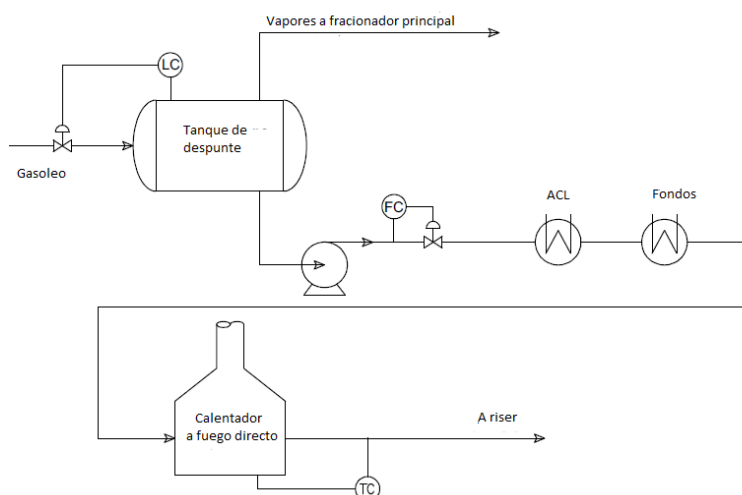 Vapores a fracionador principal
LC
Tanque de
despunte
Gasoleo
FC
ACL
Fondos
Calentador
a fuego directo
A riser
TC